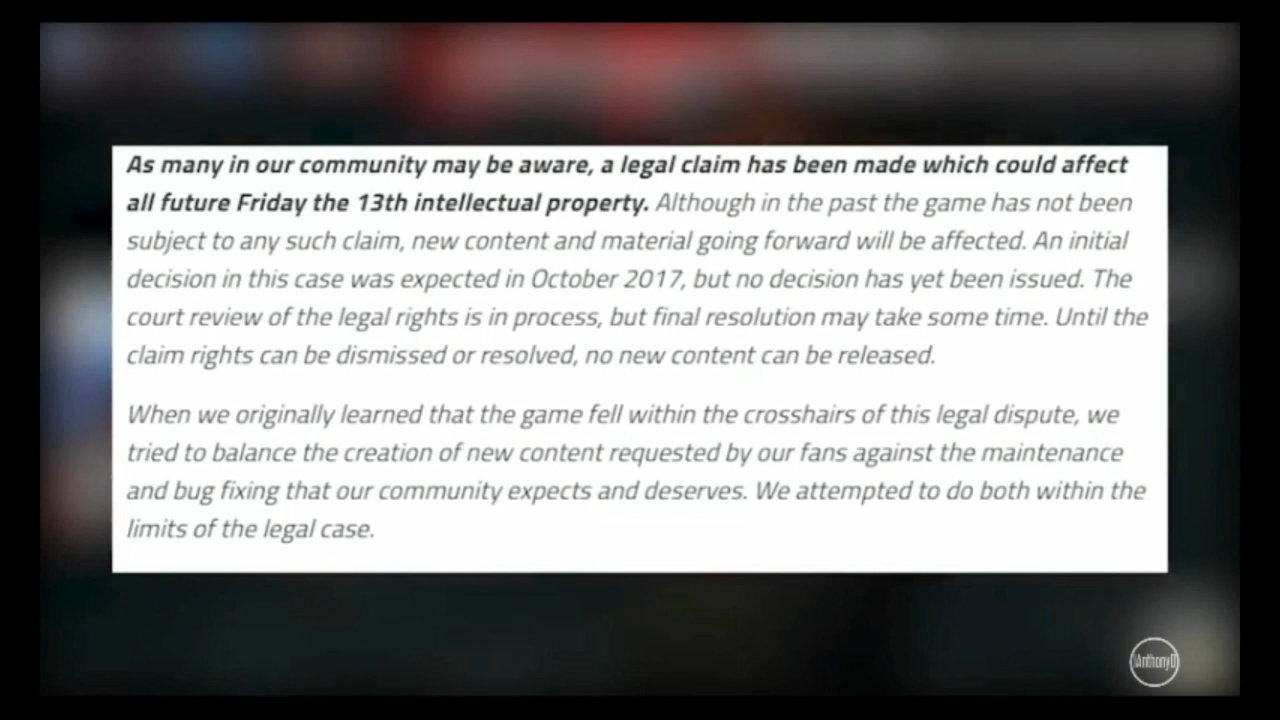 As many in our community may be aware, a legal claim has been made which could affect
all future Friday the 13th intellectual property. Although in the past the game has not been
subject to any such claim, new content and material going forward will be affected. An initial
decision in this case was expected in October 2017, but no decision has yet been issued. The
court review of the legal rights is in process, but final resolution may take some time. Until the
claim rights can be dismissed or resolved, no new content can be released.
When we originally learned that the game fell within the crosshairs of this legal dispute, we
tried to balance the creation of new content requested by our fans against the maintenance
and bug fixing that our community expects and deserves. We attempted to do both within the
limits of the legal case.